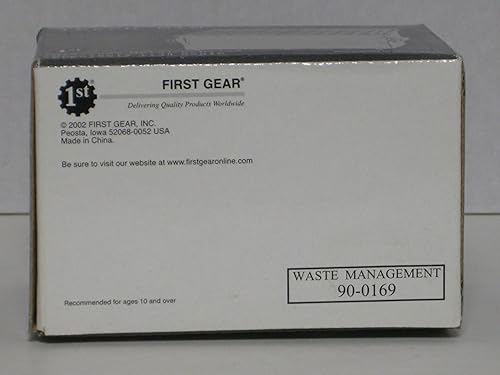 1st®
FIRST GEAR®
Delivering Quality Products Worldwide
© 2002 FIRST GEAR, INC.
Peosta, Iowa 52068-0052 USA
Made in China.
Be sure to visit our website at www.firstgearonline.com
WASTE MANAGEMENT
90-0169
Recommended for ages 10 and over